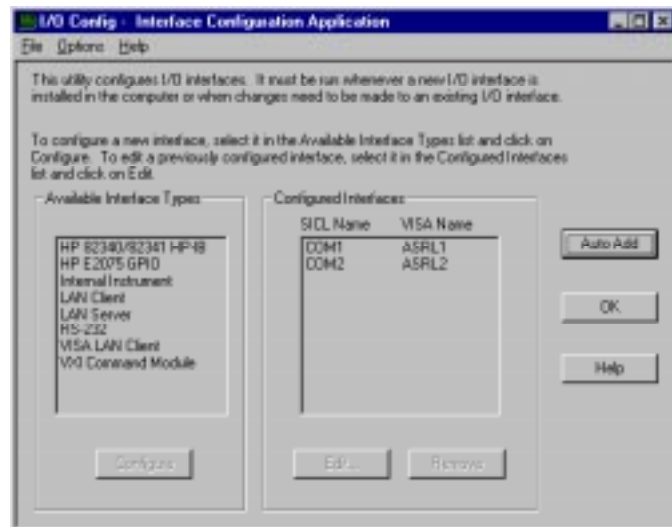 I/O Config - Interface Configuration Application
File Options Help
This utility configures I/O interfaces. It must be run whenever a new I/O interface is
installed in the computer or when changes need to be made to an existing I/O interface.
To configure a new interface, select it in the Available Interface Types list and click on
Configure. To edit a previously configured interface, select it in the Configured Interfaces
list and click on Edit.
Available Interface Types
HP 82340/82341 HP-IB
HP E2075 GPIO
Internal Instrument
LAN Client
LAN Server
RS-232
VISA LAN Client
VXI Command Module
Configure
Configured Interfaces
SICL Name VISA Name
COM1 ASRL1
COM2 ASRL2
Edit...
Remove
Auto Add
OK
Help